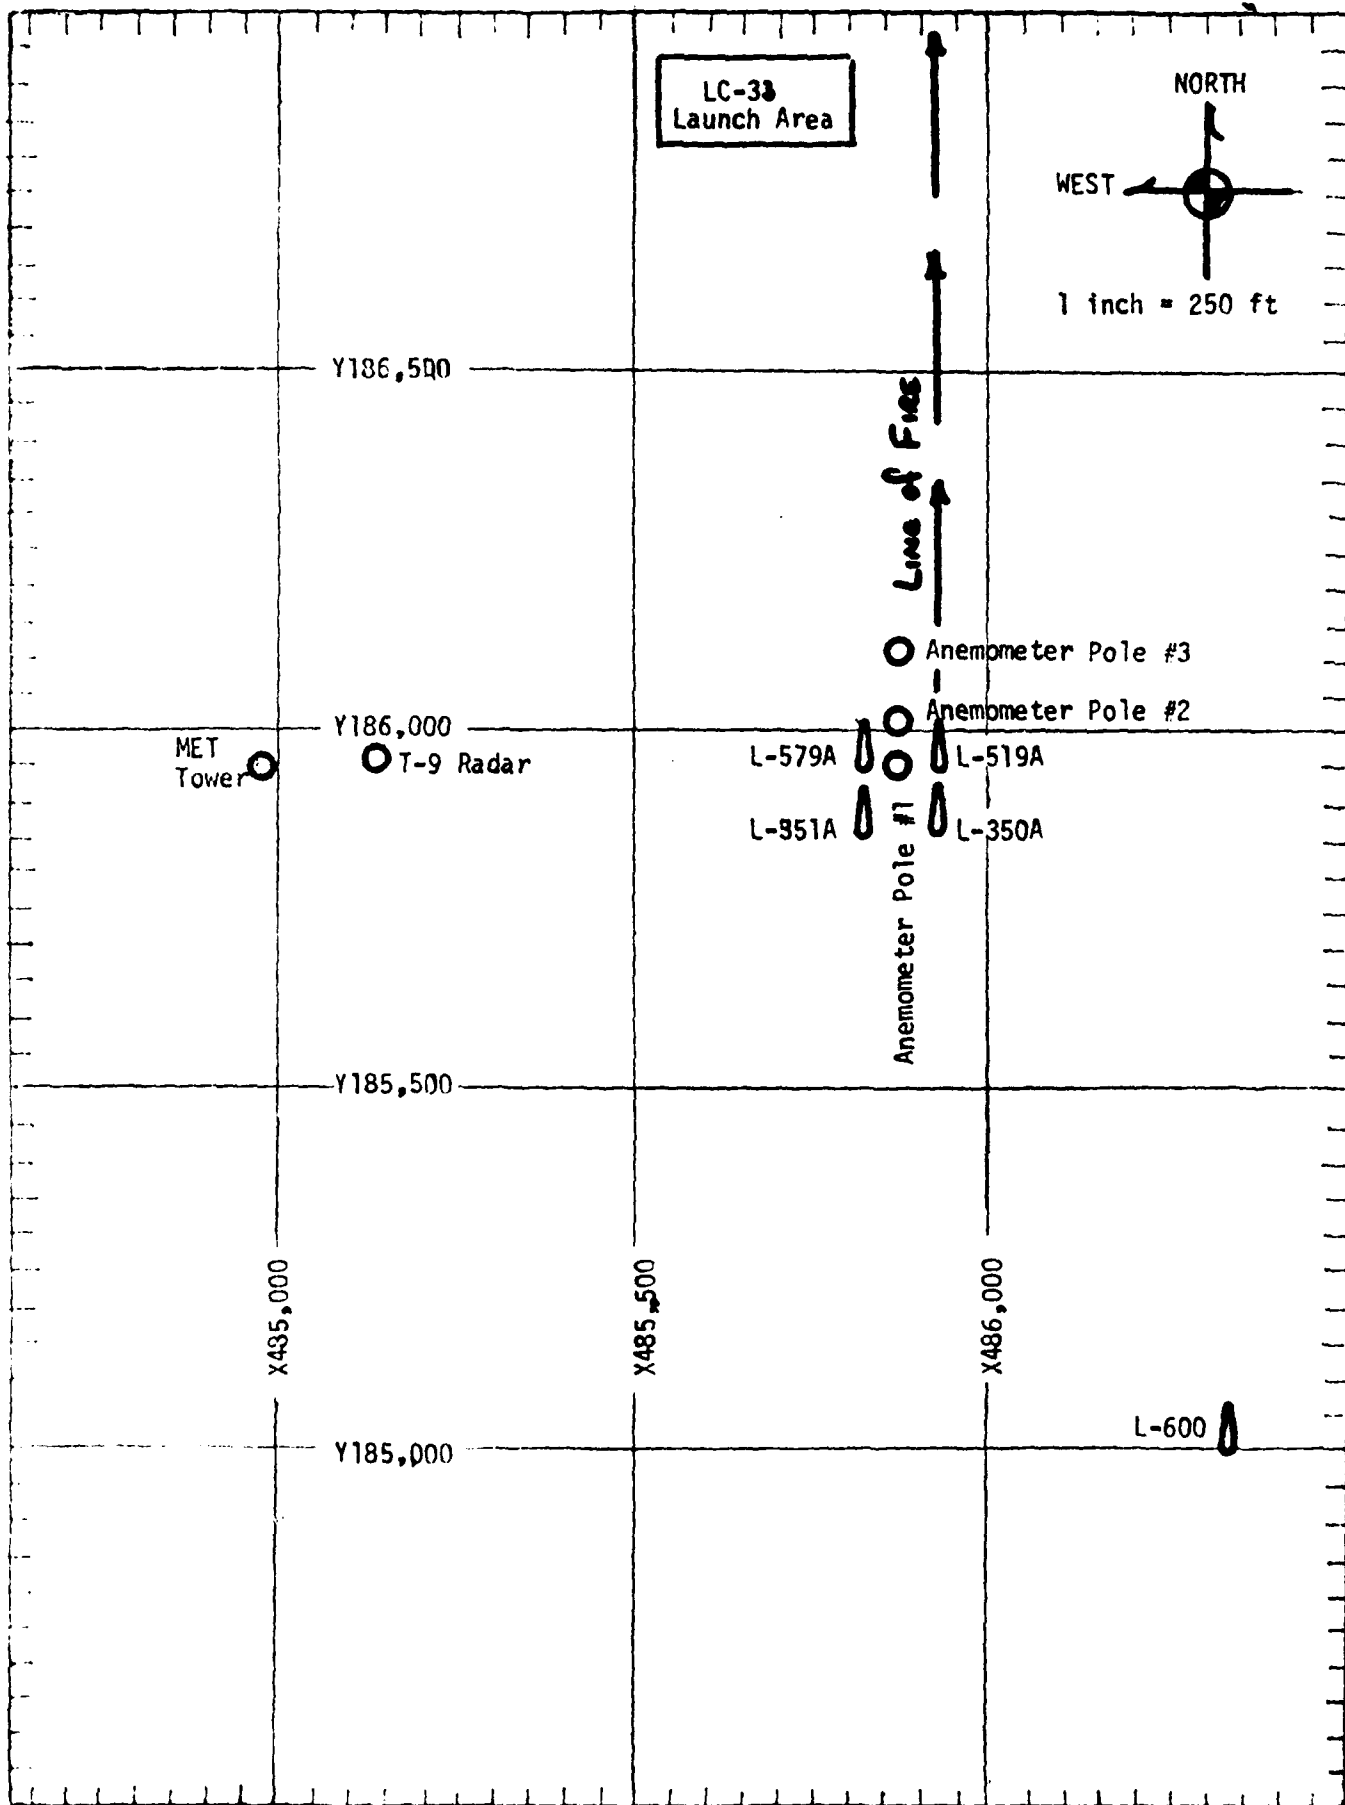 LC-33
Launch Area
NORTH
WEST
1 inch = 250 ft
Y186,500
Line of Fire
Anemometer Pole #3
Anemometer Pole #2
Y186,000
MET
Tower
T-9 Radar
L-579A
L-519A
L-351A
L-350A
Anemometer Pole #1
Y185,500
X485,000
X485,500
X486,000
L-600
Y185,000